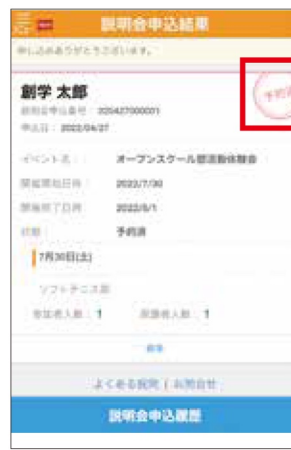 説明会申込結果
申し込みありがとうございます。
創学 太郎
予約済
説明会申込番号: 220427000001
申込日: 2022/04/27
イベント名: オープンスクール部活動体験会
開催開始日時 2022/7/30
開催終了日時 2022/8/1
状態: 予約済
7月30日(土)
ソフトテニス部
参加者人数: 1 保護者人数: 1
よくある質問 | お問合せ
説明会申込履歴